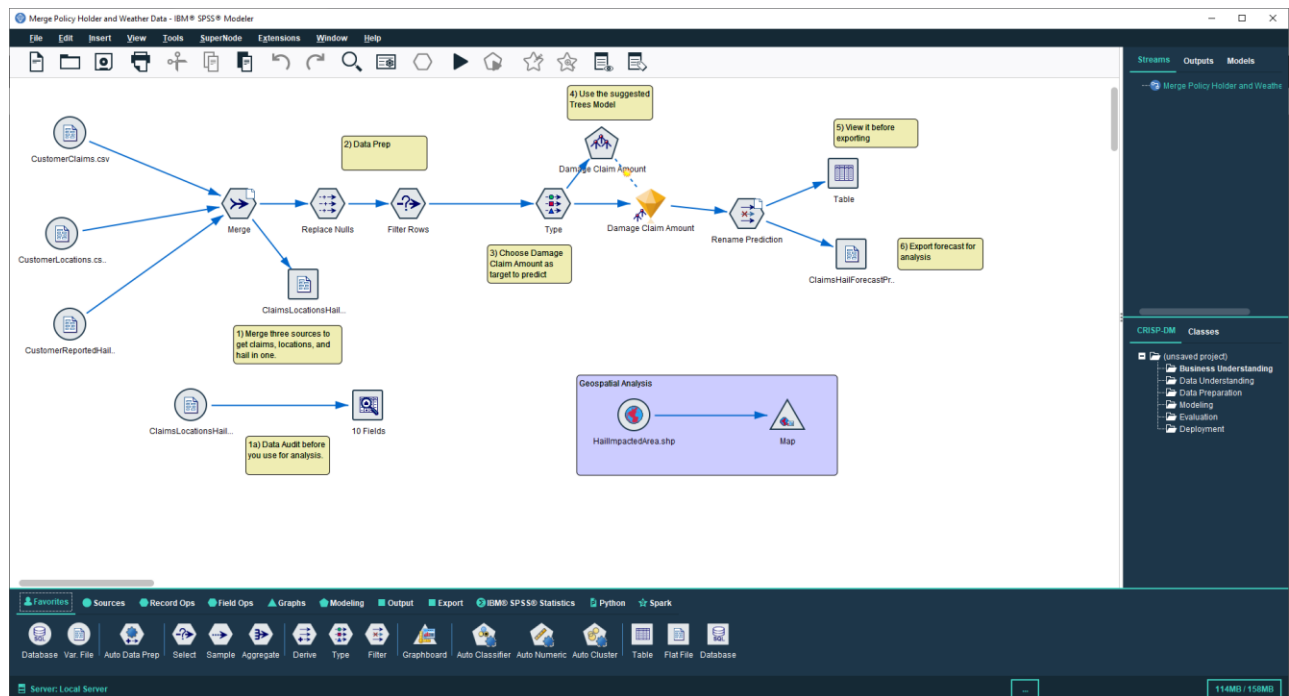 Merge Policy Holder and Weather Data - IBM® SPSS® Modeler
File Edit Insert View Tools SuperNode Extensions Window Help
Streams Outputs Models
Merge Policy Holder and Weathe
4) Use the suggested
Trees Model
CustomerClaims.csv
2) Data Prep
Damage Claim Amount
5) View it before
exporting
Table
Merge
Replace Nulls
Filter Rows
Type
Damage Claim Amount
Rename Prediction
CustomerLocations.cs..
3) Choose Damage
Claim Amount as
target to predict
6) Export forecast for
analysis
ClaimsHailForecastPr..
ClaimsLocationsHail...
CustomerReportedHail..
1) Merge three sources to
get claims, locations, and
hail in one.
CRISP-DM Classes
(unsaved project)
Business Understanding
Data Understanding
Data Preparation
Modeling
Evaluation
Deployment
Geospatial Analysis
HailImpactedArea.shp
Map
ClaimsLocationsHail...
10 Fields
1a) Data Audit before
you use for analysis.
Favorites Sources Record Ops Field Ops Graphs Modeling Output Export IBM® SPSS® Statistics Python Spark
SQL SQL
Database Var. File Auto Data Prep Select Sample Aggregate Derive Type Filter Graphboard Auto Classifier Auto Numeric Auto Cluster Table Flat File Database
Server: Local Server
...
114MB / 158MB